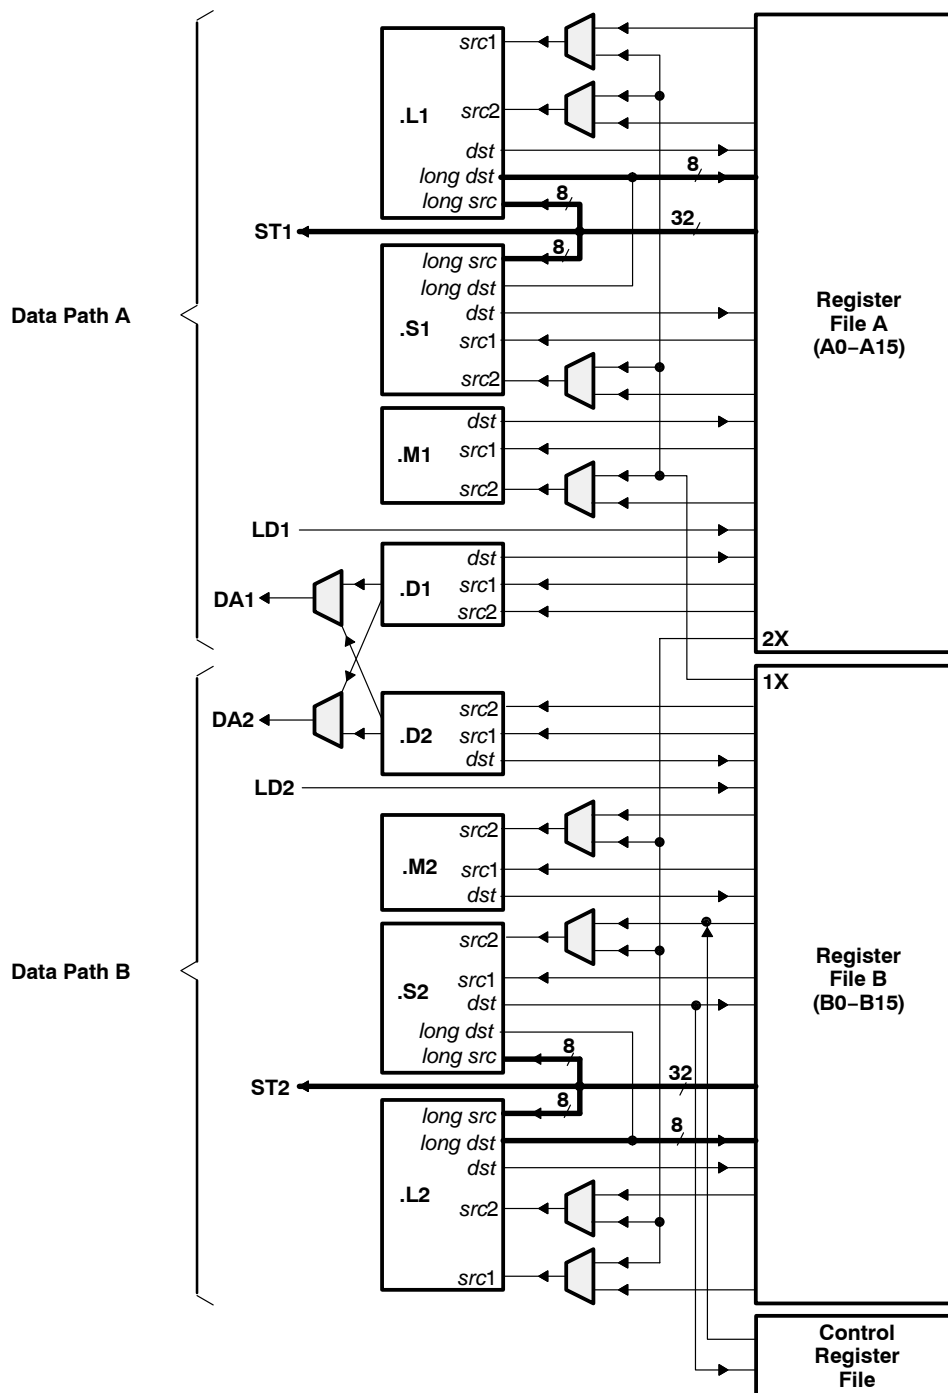 src1
.L1
src2
dst
long dst
8
long src
8
ST1
32
8
long src
long dst
dst
.S1
src1
src2
Data Path A
Register
File A
(A0–A15)
dst
.M1
src1
src2
LD1
dst
.D1
src1
src2
DA1
2X
1X
DA2
src2
.D2
src1
dst
LD2
src2
.M2
src1
dst
src2
.S2
src1
dst
long dst
long src
8
Data Path B
Register
File B
(B0–B15)
ST2
32
8
long src
long dst
8
dst
.L2
src2
src1
Control
Register
File